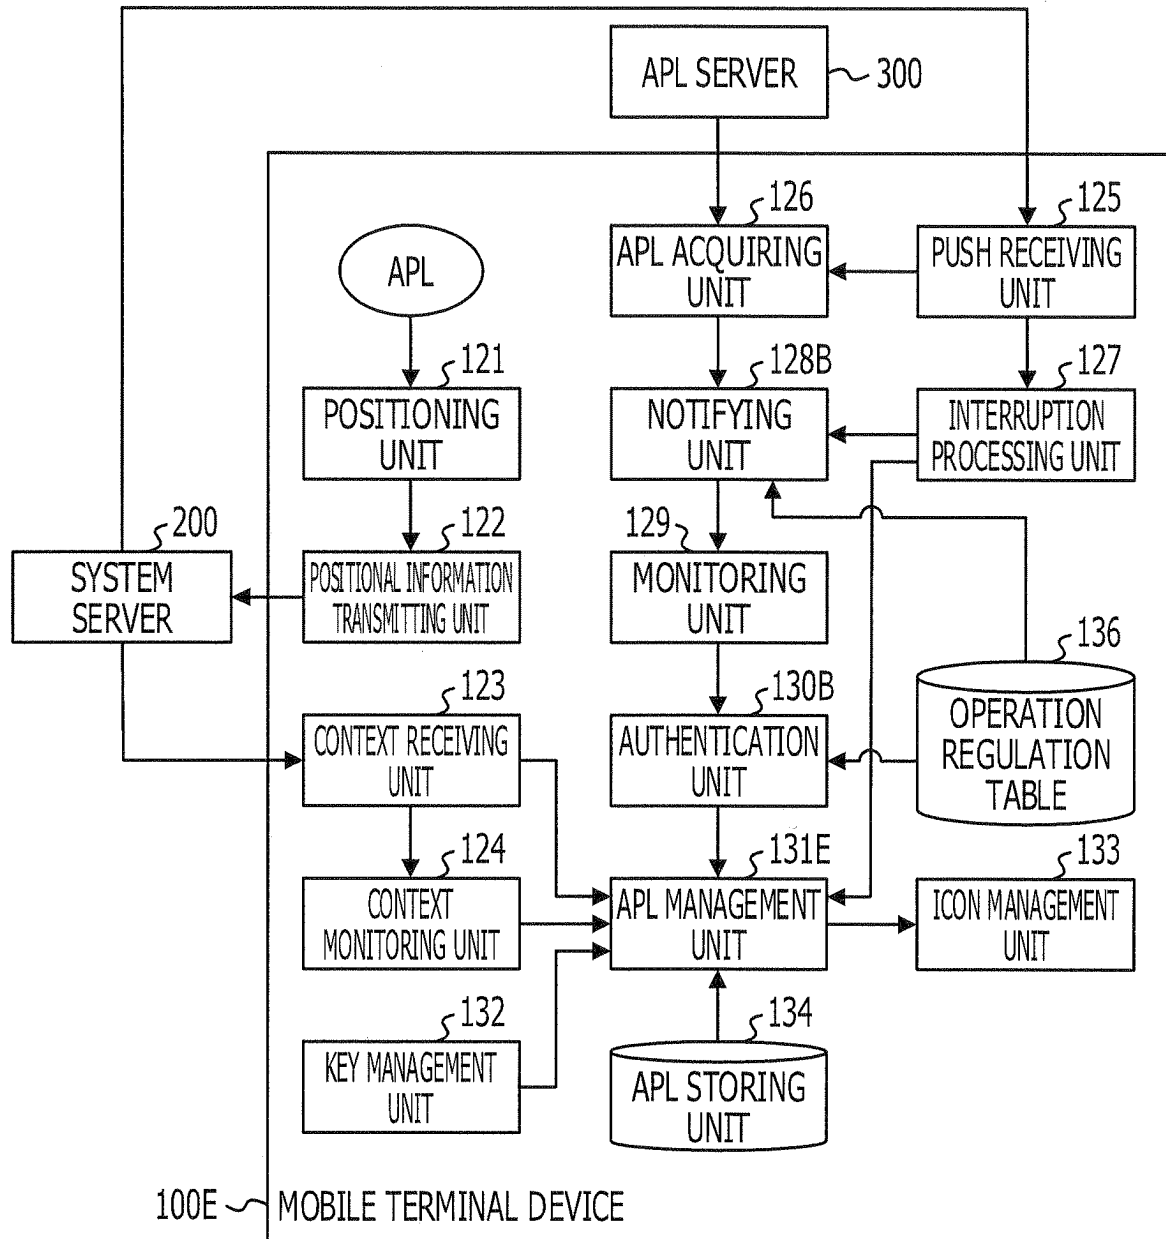 APL SERVER
300
126
125
APL ACQUIRING
UNIT
PUSH RECEIVING
UNIT
APL
121
128B
127
POSITIONING
UNIT
NOTIFYING
UNIT
INTERRUPTION
PROCESSING UNIT
200
122
129
SYSTEM
SERVER
POSITIONAL INFORMATION
TRANSMITTING UNIT
MONITORING
UNIT
136
123
130B
CONTEXT RECEIVING
UNIT
AUTHENTICATION
UNIT
OPERATION
REGULATION
TABLE
124
131E
133
CONTEXT
MONITORING UNIT
APL MANAGEMENT
UNIT
ICON MANAGEMENT
UNIT
132
134
KEY MANAGEMENT
UNIT
APL STORING
UNIT
100E
MOBILE TERMINAL DEVICE